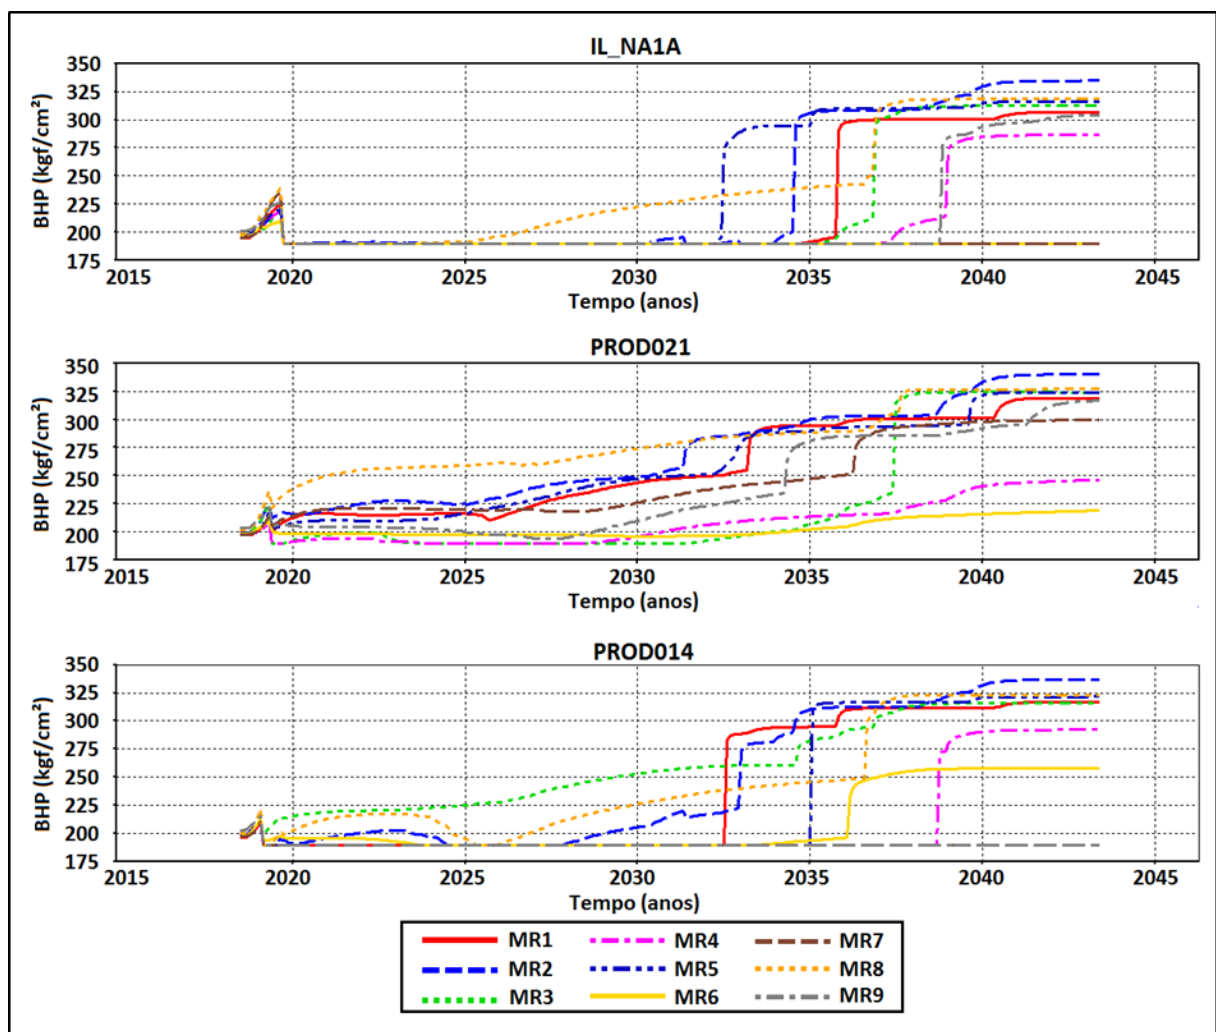 IL_NA1A
350
325
300
275
250
225
200
175
BHP (kgf/cm²)
2015 2020 2025 2030 2035 2040 2045
Tempo (anos)
PROD021
350
325
300
275
250
225
200
175
BHP (kgf/cm²)
2015 2020 2025 2030 2035 2040 2045
Tempo (anos)
PROD014
350
325
300
275
250
225
200
175
BHP (kgf/cm²)
2015 2020 2025 2030 2035 2040 2045
Tempo (anos)
MR1 MR4 MR7
MR2 MR5 MR8
MR3 MR6 MR9